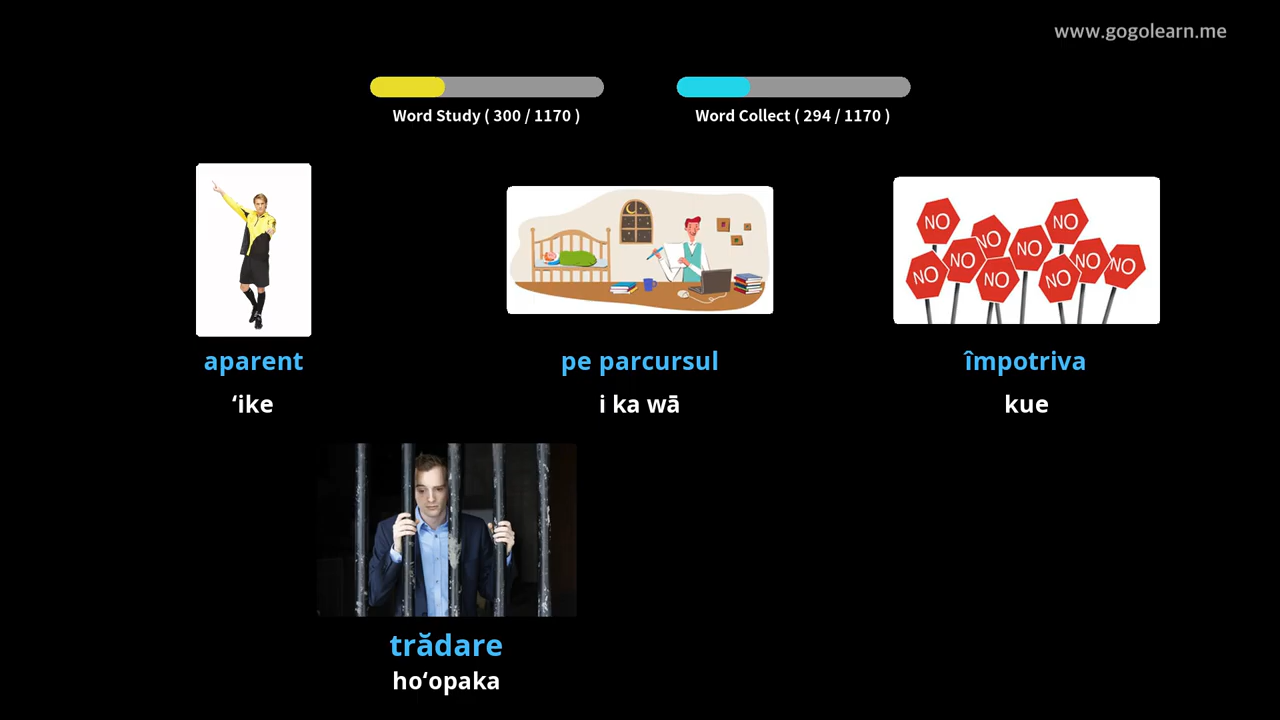 www.gogolearn.me
Word Study ( 300 / 1170 )
Word Collect ( 294 / 1170 )
NO
NO
NO
NO
NO
NO
NO
NO
NO
NO
aparent
pe parcursul
împotriva
ʻike
i ka wā
kue
trădare
hoʻopaka